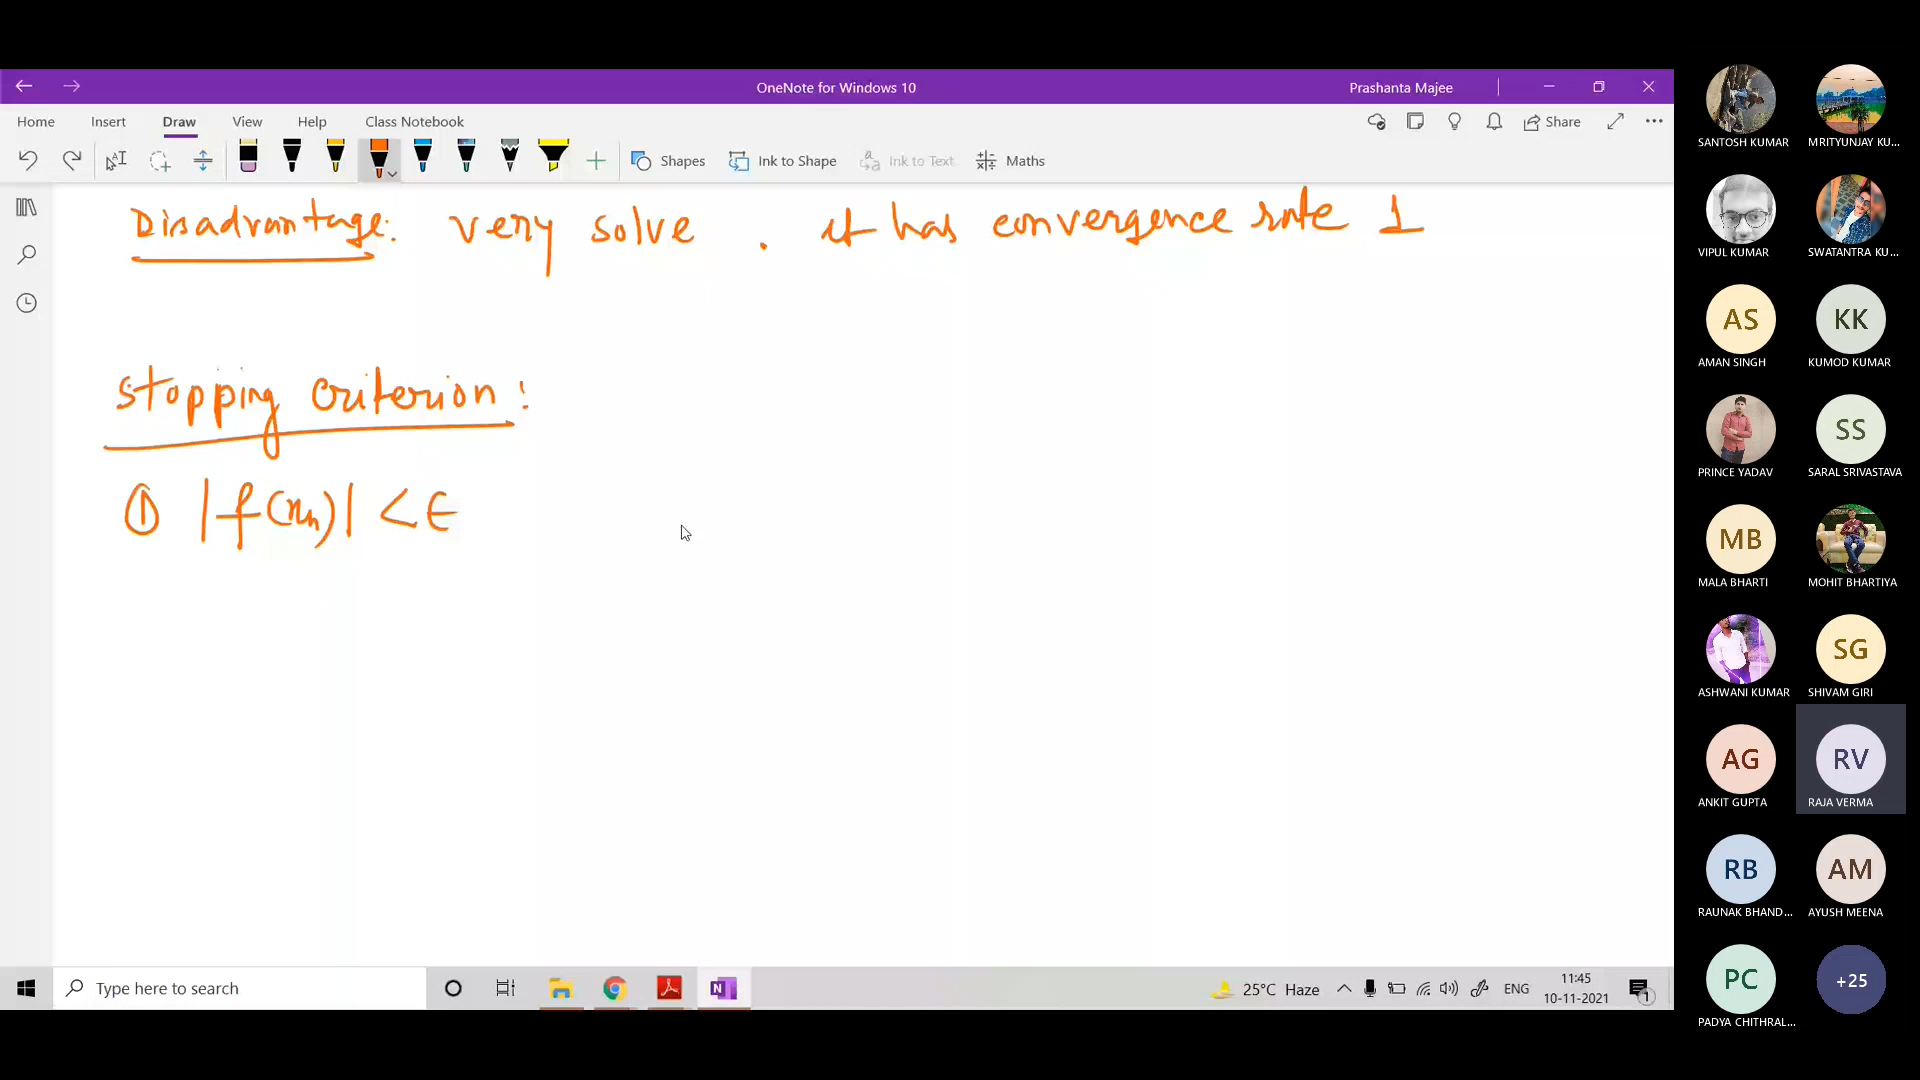 OneNote for Windows 10
Prashanta Majee
Home Insert Draw View Help Class Notebook
Share
Shapes Ink to Shape Ink to Text Maths
Disadvantage: very solve . it has convergence rate 1
Stopping criterion:
① |f(xn)| < ∈
Type here to search
25°C Haze
ENG
11:45
10-11-2021
1
SANTOSH KUMAR
MRITYUNJAY KU...
VIPUL KUMAR
SWATANTRA KU...
AS
AMAN SINGH
KK
KUMOD KUMAR
PRINCE YADAV
SS
SARAL SRIVASTAVA
MB
MALA BHARTI
MOHIT BHARTIYA
ASHWANI KUMAR
SG
SHIVAM GIRI
AG
ANKIT GUPTA
RV
RAJA VERMA
RB
RAUNAK BHAND...
AM
AYUSH MEENA
PC
PADYA CHITHRAL...
+25